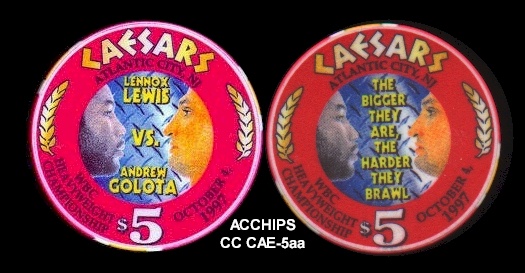 CAESARS
ATLANTIC CITY, NJ
LENNOX
LEWIS
VS.
ANDREW
GOLOTA
WBC
HEAVYWEIGHT
CHAMPIONSHIP
$5
OCTOBER 4,
1997
CAESARS
ATLANTIC CITY, NJ
THE
BIGGER
THEY
ARE,
THE
HARDER
THEY
BRAWL
WBC
HEAVYWEIGHT
CHAMPIONSHIP
$5
OCTOBER 4,
1997
ACCHIPS
CC CAE-5aa